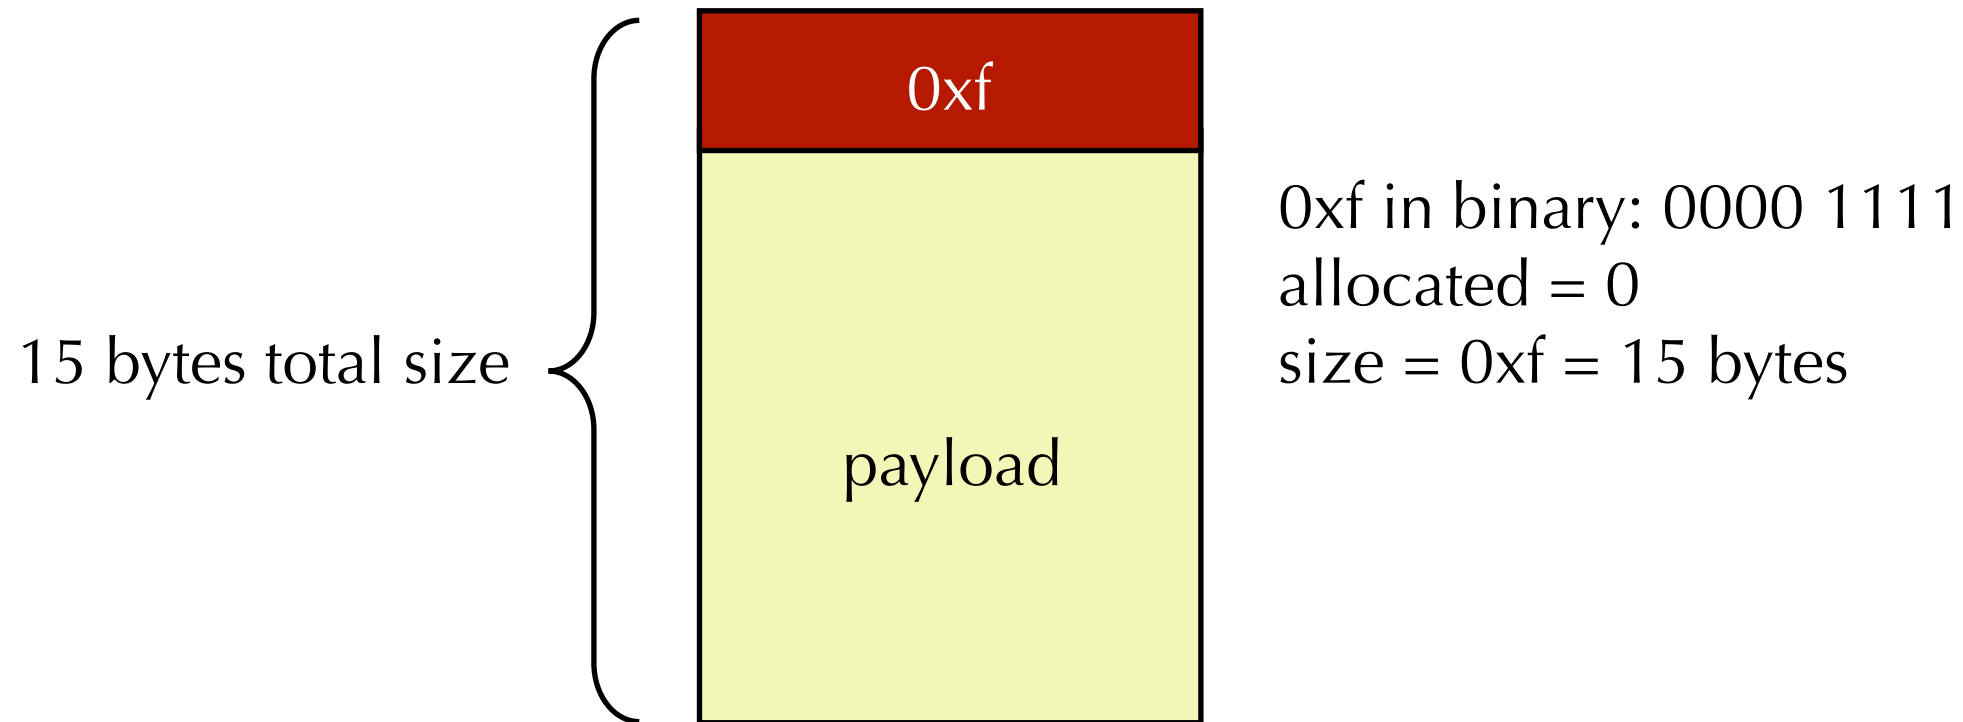 0xf
15 bytes total size
payload
0xf in binary: 0000 1111
allocated = 0
size = 0xf = 15 bytes